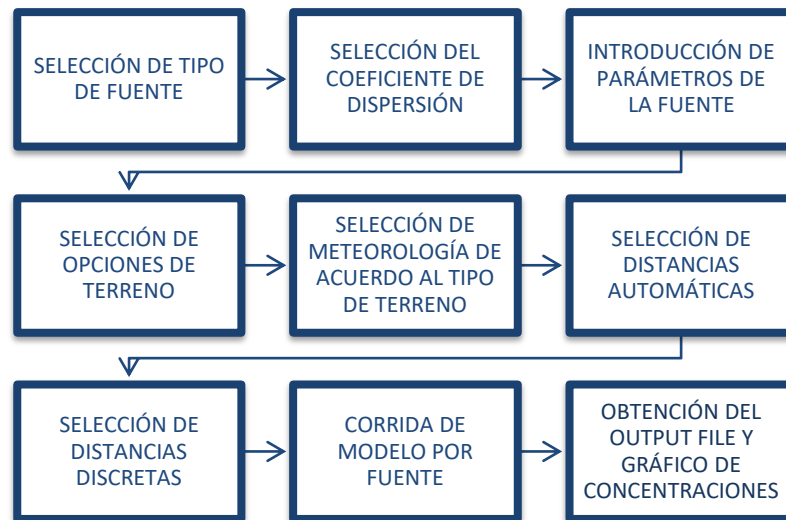 SELECCIÓN DE TIPO
DE FUENTE
SELECCIÓN DEL
COEFICIENTE DE
DISPERSIÓN
INTRODUCCIÓN DE
PARÁMETROS DE
LA FUENTE
SELECCIÓN DE
OPCIONES DE
TERRENO
SELECCIÓN DE
METEOROLOGÍA DE
ACUERDO AL TIPO
DE TERRENO
SELECCIÓN DE
DISTANCIAS
AUTOMÁTICAS
SELECCIÓN DE
DISTANCIAS
DISCRETAS
CORRIDA DE
MODELO POR
FUENTE
OBTENCIÓN DEL
OUTPUT FILE Y
GRÁFICO DE
CONCENTRACIONES